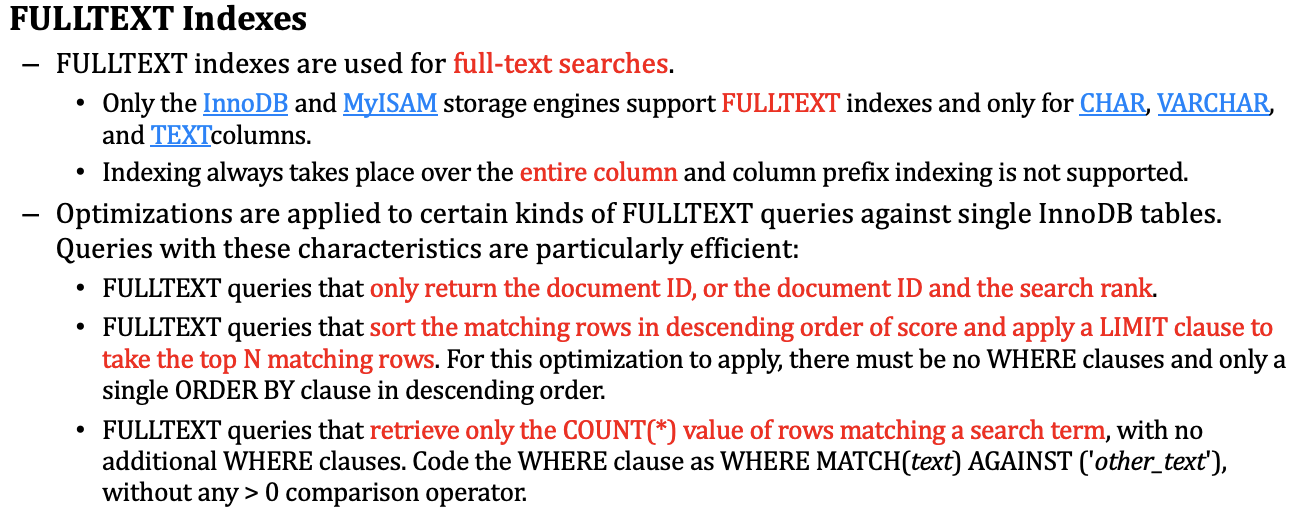 FULLTEXT Indexes
– FULLTEXT indexes are used for full-text searches.
• Only the InnoDB and MyISAM storage engines support FULLTEXT indexes and only for CHAR, VARCHAR,
and TEXTcolumns.
• Indexing always takes place over the entire column and column prefix indexing is not supported.
– Optimizations are applied to certain kinds of FULLTEXT queries against single InnoDB tables.
Queries with these characteristics are particularly efficient:
• FULLTEXT queries that only return the document ID, or the document ID and the search rank.
• FULLTEXT queries that sort the matching rows in descending order of score and apply a LIMIT clause to
take the top N matching rows. For this optimization to apply, there must be no WHERE clauses and only a
single ORDER BY clause in descending order.
• FULLTEXT queries that retrieve only the COUNT(*) value of rows matching a search term, with no
additional WHERE clauses. Code the WHERE clause as WHERE MATCH(text) AGAINST ('other_text'),
without any > 0 comparison operator.